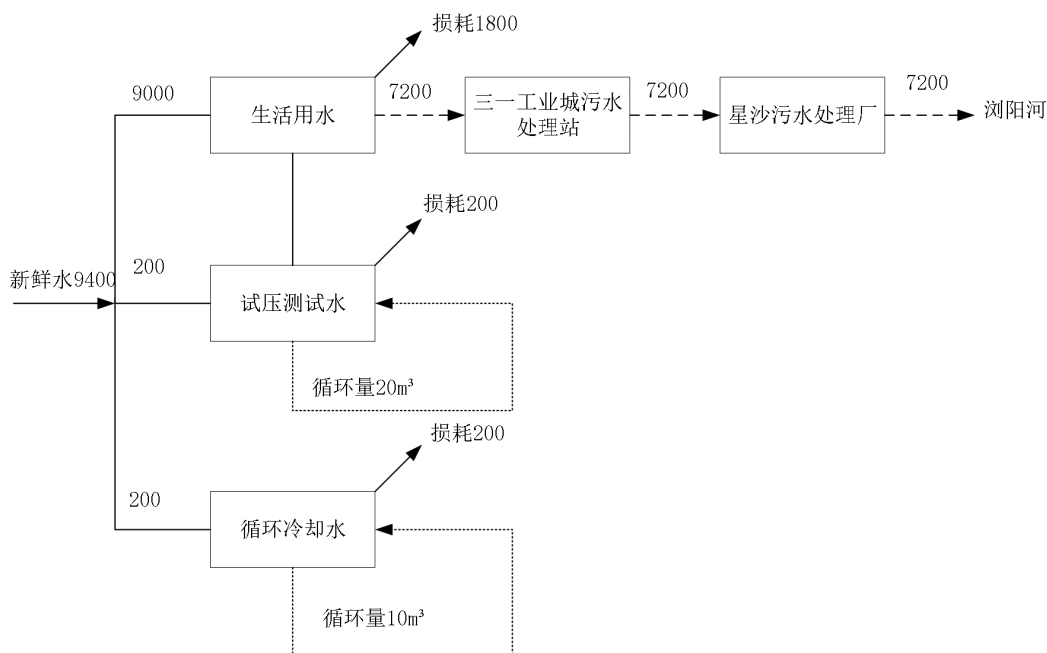 损耗1800
9000
生活用水
7200
三一工业城污水
处理站
7200
星沙污水处理厂
7200
浏阳河
损耗200
新鲜水9400
200
试压测试水
循环量20m³
损耗200
200
循环冷却水
循环量10m³